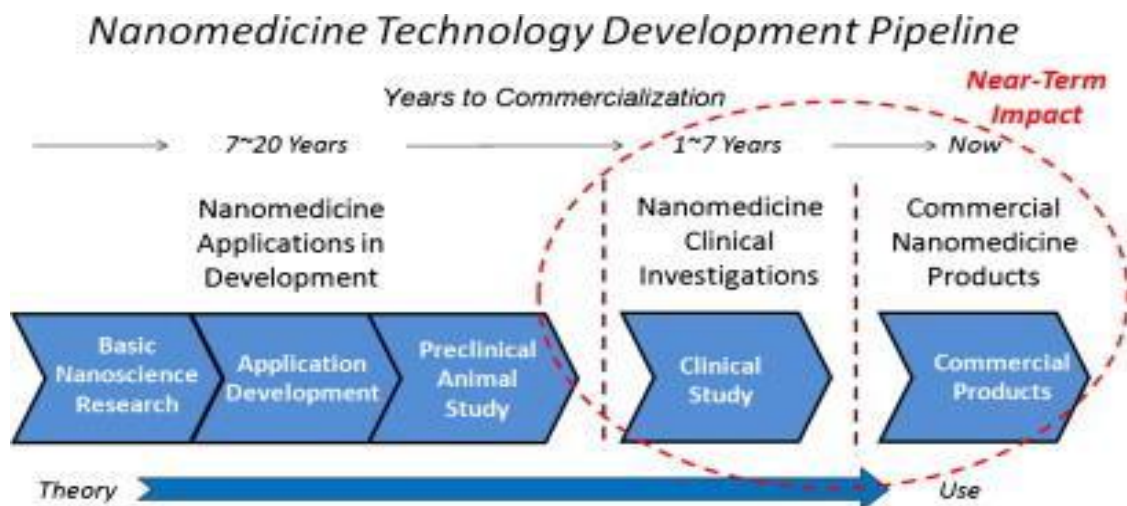 Nanomedicine Technology Development Pipeline
Near-Term
Impact
Years to Commercialization
7~20 Years
1~7 Years
Now
Nanomedicine
Applications in
Development
Nanomedicine
Clinical
Investigations
Commercial
Nanomedicine
Products
Basic
Nanoscience
Research
Application
Development
Preclinical
Animal
Study
Clinical
Study
Commercial
Products
Theory
Use